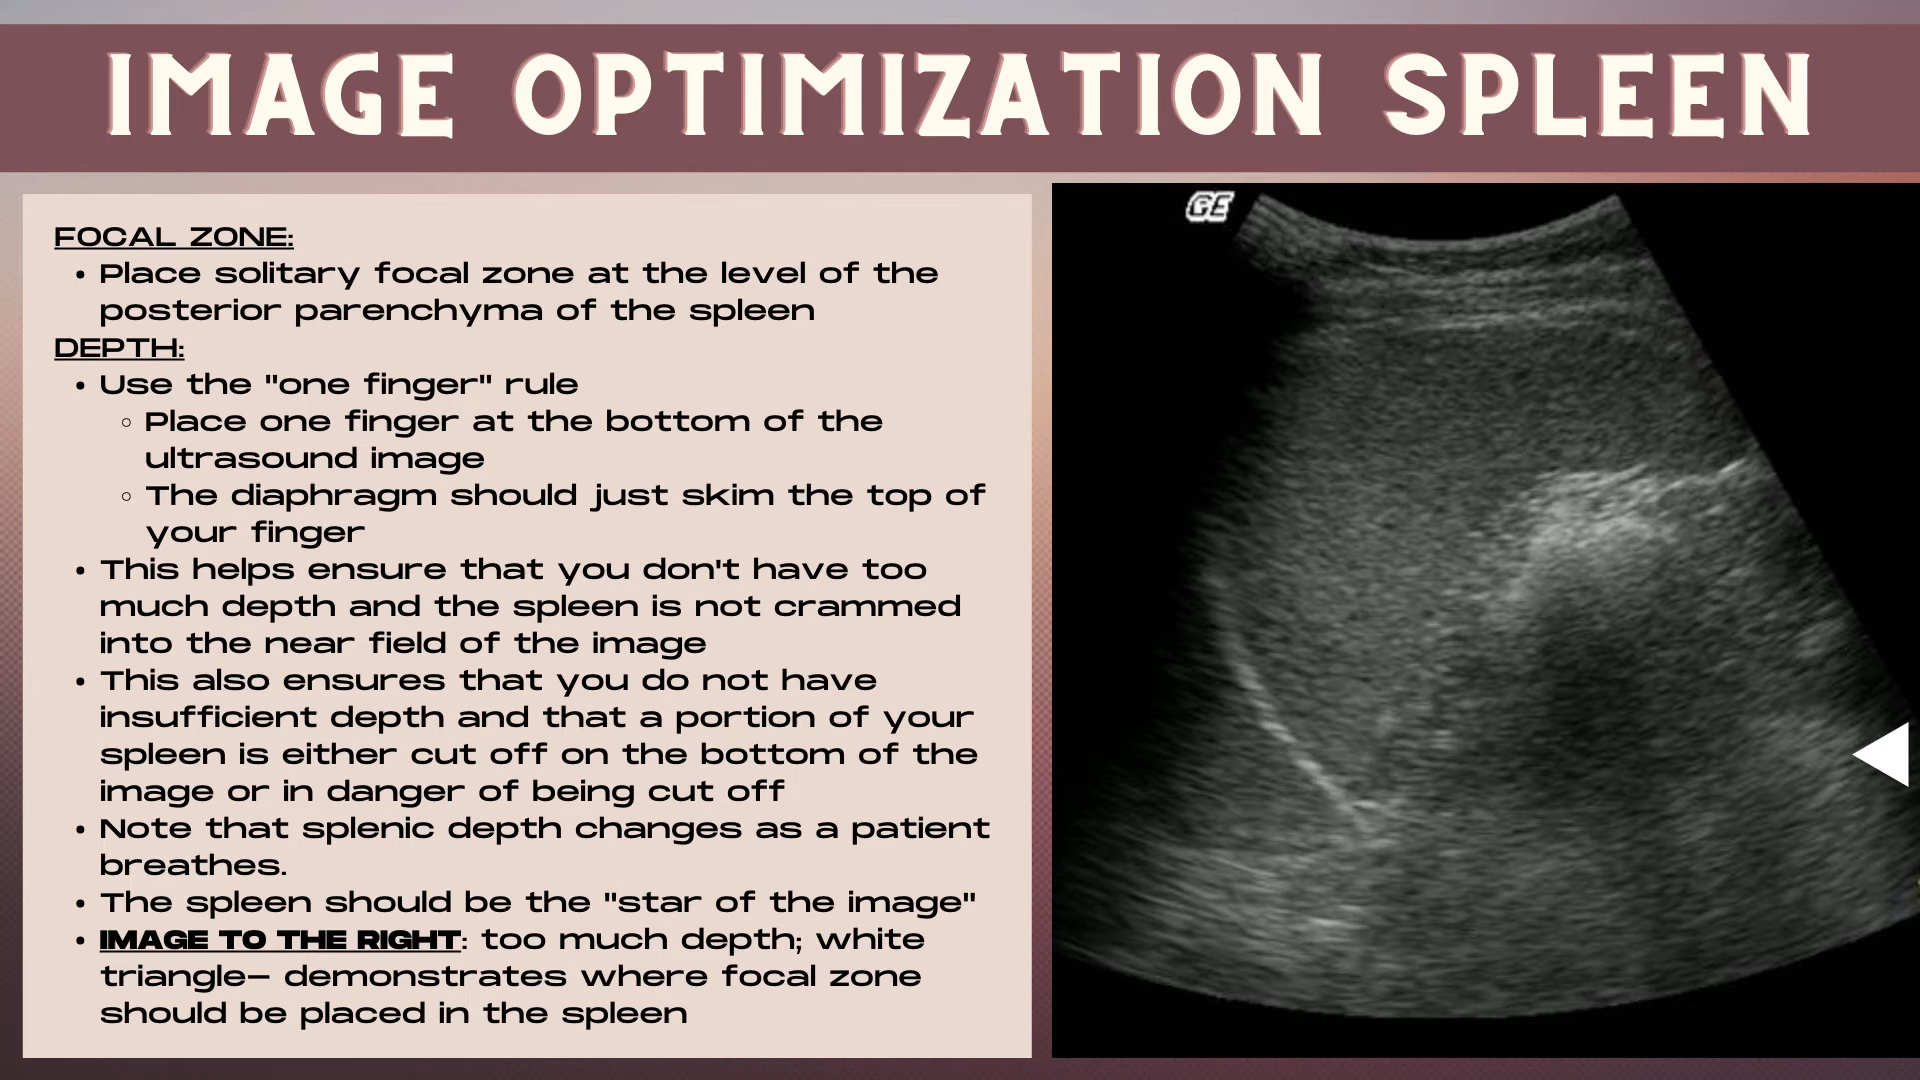 IMAGE OPTIMIZATION SPLEEN
FOCAL ZONE:
• Place solitary focal zone at the level of the
posterior parenchyma of the spleen
DEPTH:
• Use the "one finger" rule
◦ Place one finger at the bottom of the
ultrasound image
◦ The diaphragm should just skim the top of
your finger
• This helps ensure that you don't have too
much depth and the spleen is not crammed
into the near field of the image
• This also ensures that you do not have
insufficient depth and that a portion of your
spleen is either cut off on the bottom of the
image or in danger of being cut off
• Note that splenic depth changes as a patient
breathes.
• The spleen should be the "star of the image"
• IMAGE TO THE RIGHT: too much depth; white
triangle— demonstrates where focal zone
should be placed in the spleen
GE